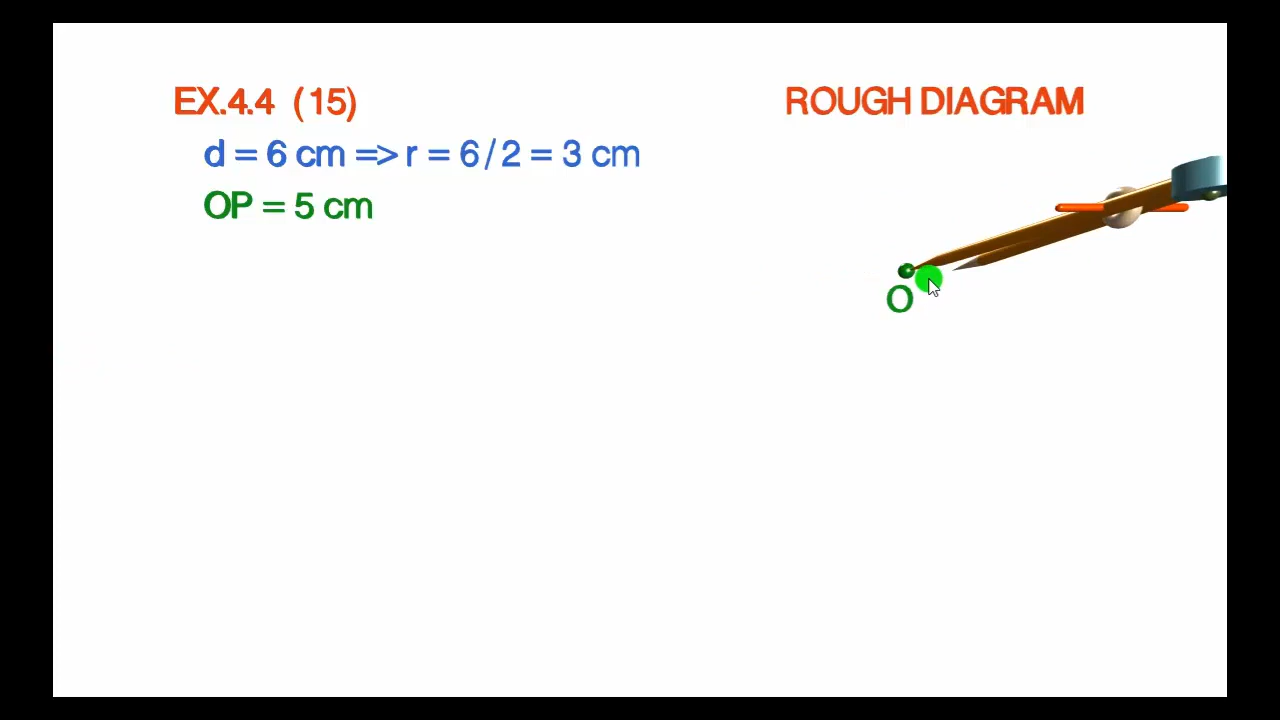 EX.4.4 (15)
ROUGH DIAGRAM
d = 6 cm => r = 6/2 = 3 cm
OP = 5 cm
O